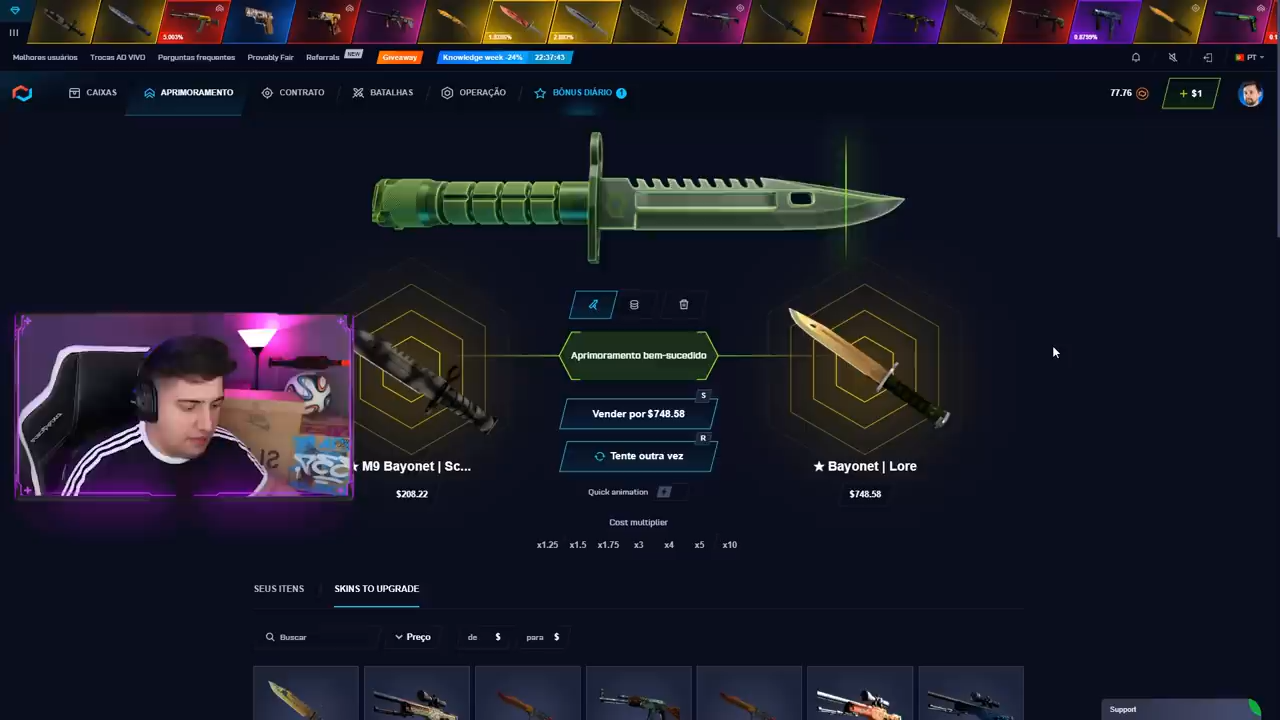 5.003%
1.8395%
2.887%
0.8799%
Melhores usuários
Trocas AD VIVO
Perguntas frequentes
Provably Fair
Referrals
NEW
Giveaway
Knowledge week -24%
22:37:43
PT
CAIXAS
APRIMORAMENTO
CONTRATO
BATALHAS
OPERAÇÃO
BÔNUS DIÁRIO
1
77.76
+ $1
Aprimoramento bem-sucedido
S
Vender por $748.58
R
Tente outra vez
★ M9 Bayonet | Sc...
$208.22
★ Bayonet | Lore
$748.58
Quick animation
Cost multiplier
x1.25 x1.5 x1.75 x3 x4 x5 x10
SEUS ITENS
SKINS TO UPGRADE
Buscar
Preço
de $
para $
Support